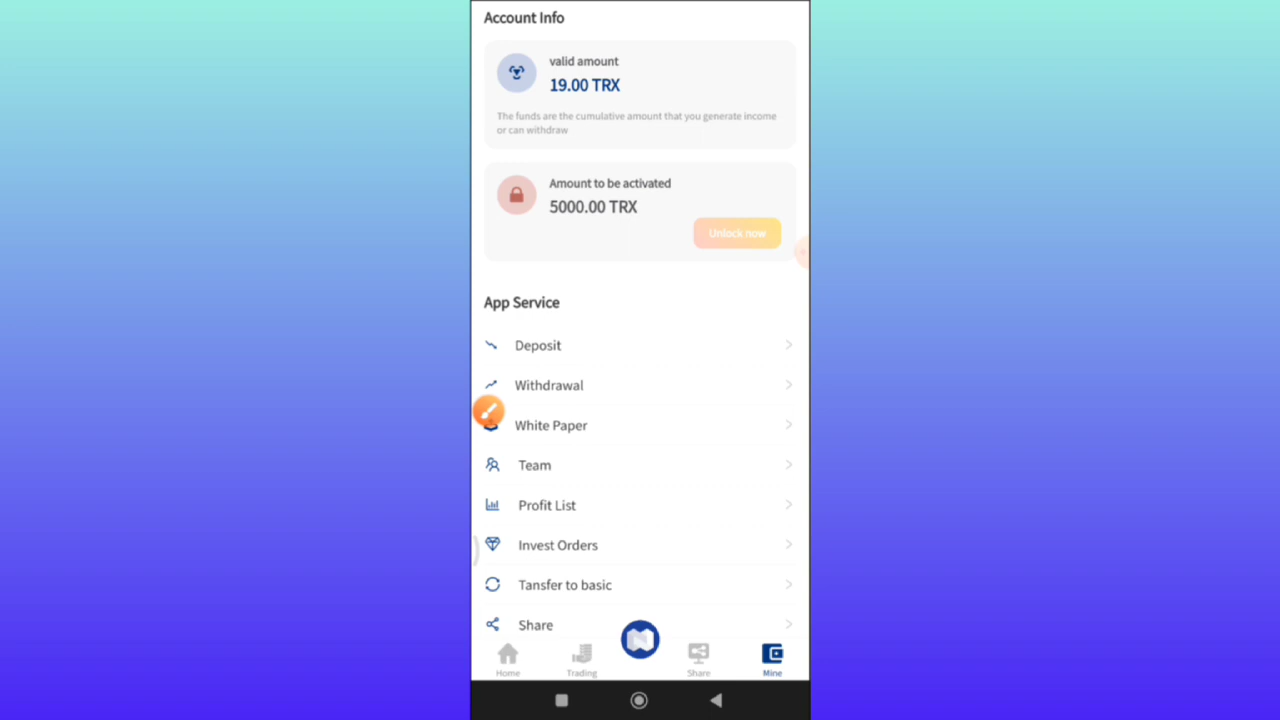 Account Info
valid amount
19.00 TRX
The funds are the cumulative amount that you generate income
or can withdraw
Amount to be activated
5000.00 TRX
Unlock now
App Service
Deposit
Withdrawal
White Paper
Team
Profit List
Invest Orders
Tansfer to basic
Share
Home
Trading
Share
Mine